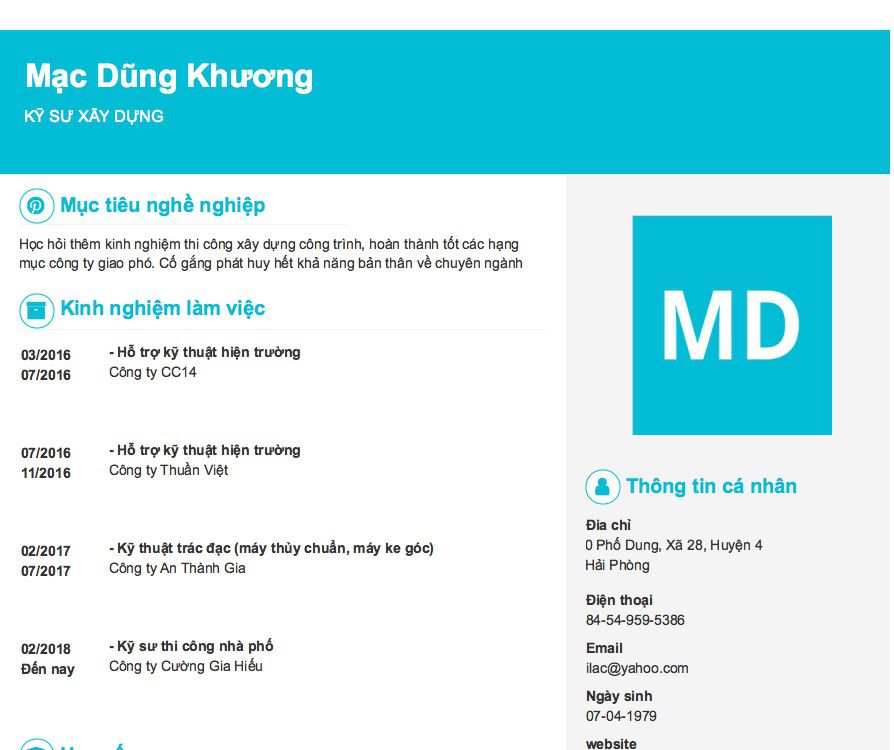 Mạc Dũng Khương
KỸ SƯ XÂY DỰNG
Mục tiêu nghề nghiệp
Học hỏi thêm kinh nghiệm thi công xây dựng công trình, hoàn thành tốt các hạng
mục công ty giao phó. Cố gắng phát huy hết khả năng bản thân về chuyên ngành
Kinh nghiệm làm việc
03/2016
- Hỗ trợ kỹ thuật hiện trường
07/2016
Công ty CC14
07/2016
- Hỗ trợ kỹ thuật hiện trường
11/2016
Công ty Thuần Việt
02/2017
- Kỹ thuật trác đạc (máy thủy chuẩn, máy ke góc)
07/2017
Công ty An Thành Gia
02/2018
- Kỹ sư thi công nhà phố
Đến nay
Công ty Cường Gia Hiếu
MD
Thông tin cá nhân
Đia chỉ
0 Phố Dung, Xã 28, Huyện 4
Hải Phòng
Điện thoại
84-54-959-5386
Email
ilac@yahoo.com
Ngày sinh
07-04-1979
website